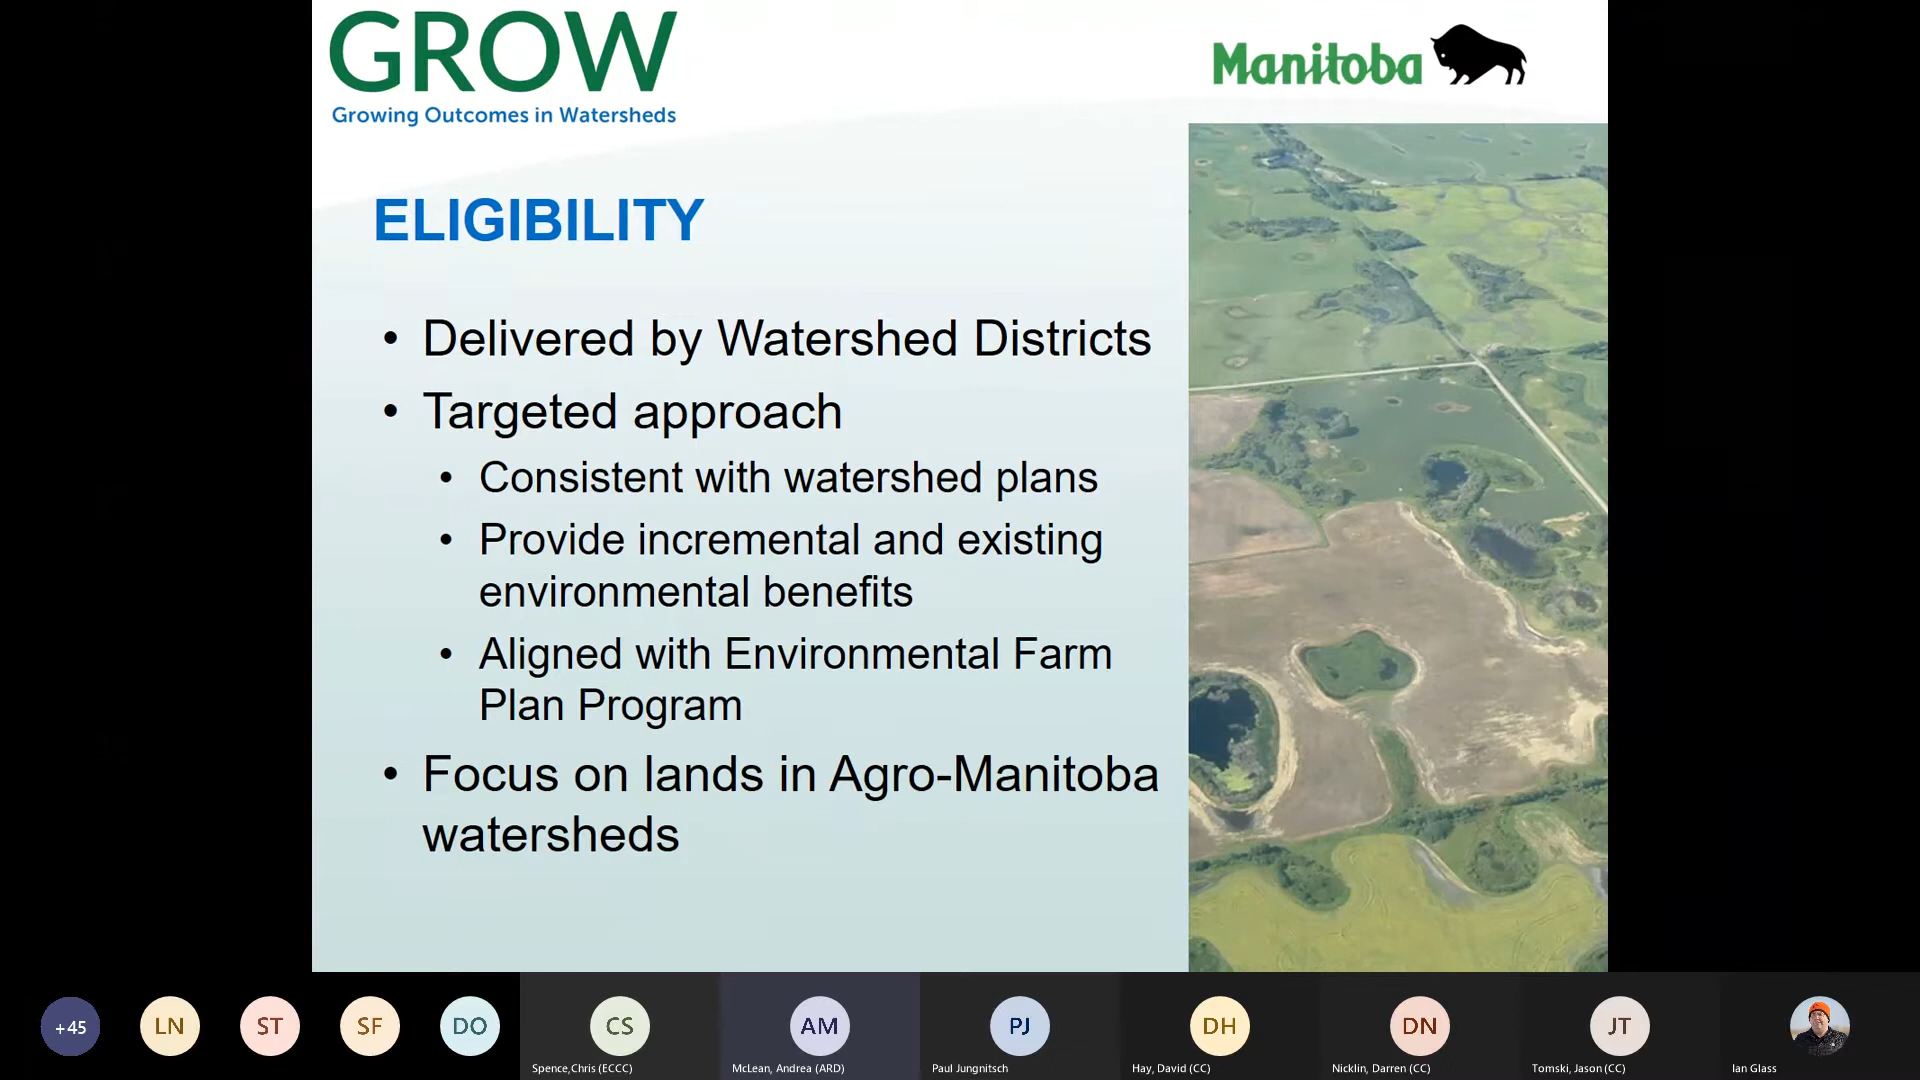 GROW
Growing Outcomes in Watersheds
Manitoba
ELIGIBILITY
• Delivered by Watershed Districts
• Targeted approach
• Consistent with watershed plans
• Provide incremental and existing
environmental benefits
• Aligned with Environmental Farm
Plan Program
• Focus on lands in Agro-Manitoba
watersheds
+45
LN
ST
SF
DO
CS
AM
PJ
DH
DN
JT
Spence,Chris (ECCC)
McLean, Andrea (ARD)
Paul Jungnitsch
Hay, David (CC)
Nicklin, Darren (CC)
Tomski, Jason (CC)
Ian Glass